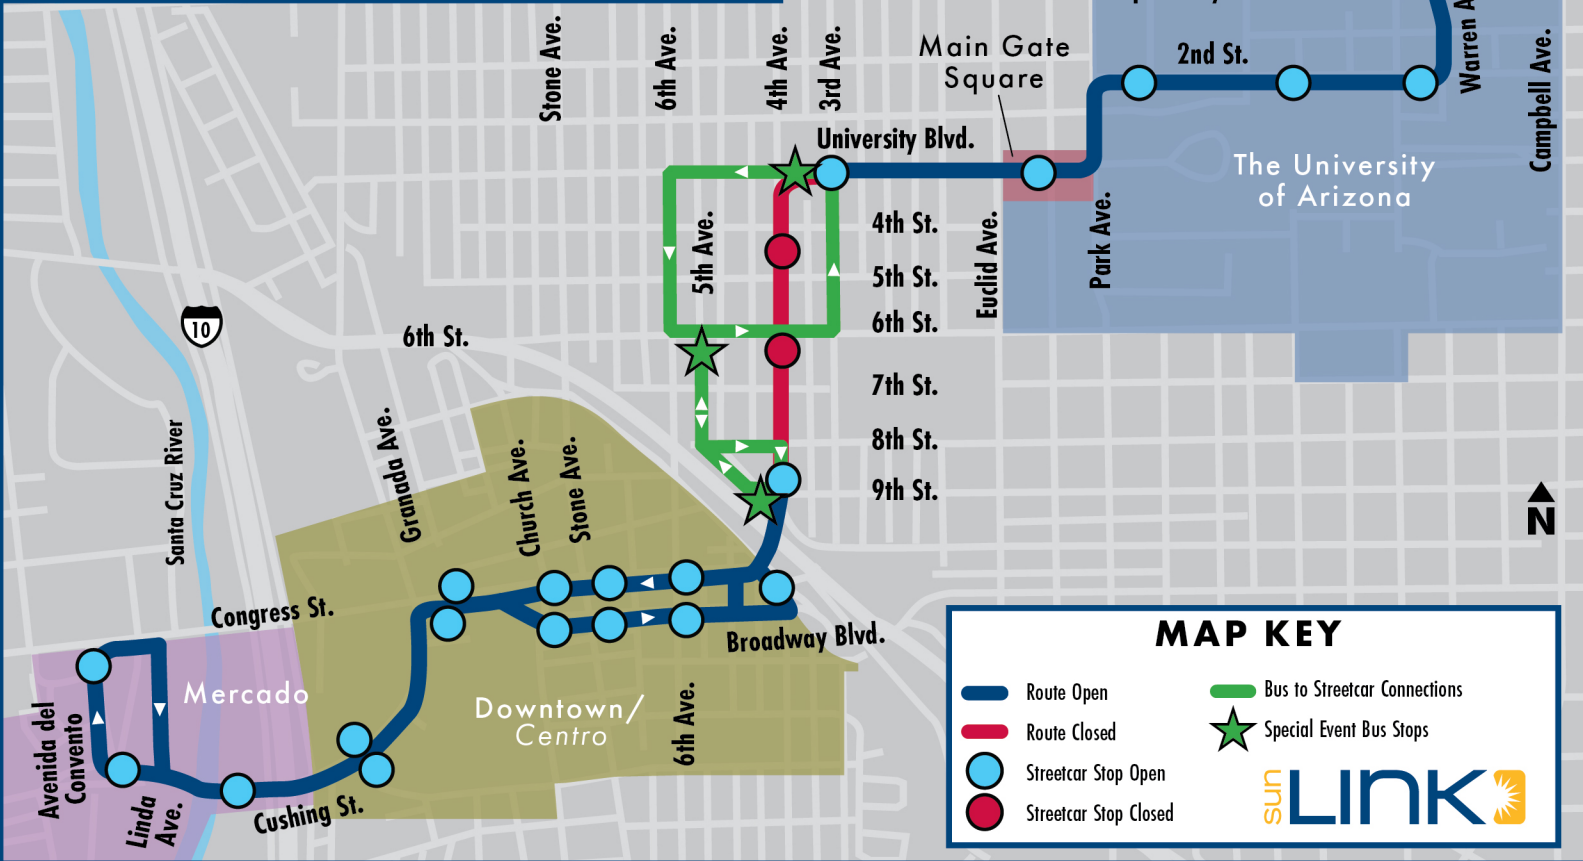 Stone Ave.
6th Ave.
4th Ave.
3rd Ave.
Main Gate
Square
2nd St.
Campbell Ave.
University Blvd.
The University
of Arizona
5th Ave.
4th St.
5th St.
6th St.
Euclid Ave.
Park Ave.
10
6th St.
7th St.
8th St.
9th St.
Santa Cruz River
Granada Ave.
Church Ave.
Stone Ave.
N
Congress St.
Broadway Blvd.
Mercado
Downtown/
Centro
6th Ave.
Avenida del
Convento
Linda
Ave.
Cushing St.
MAP KEY
Route Open
Route Closed
Streetcar Stop Open
Streetcar Stop Closed
Bus to Streetcar Connections
Special Event Bus Stops
sun LINK
Warren A